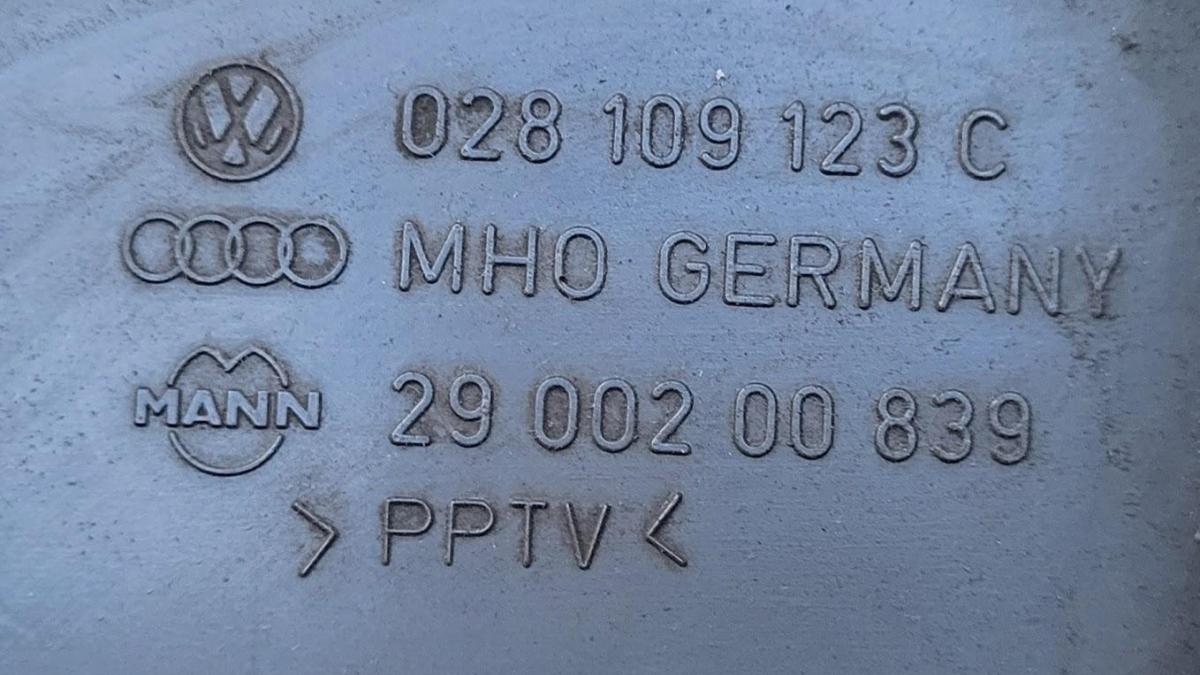 028 109 123 C
MHO GERMANY
MANN 29 002 00 839
>PPTV<